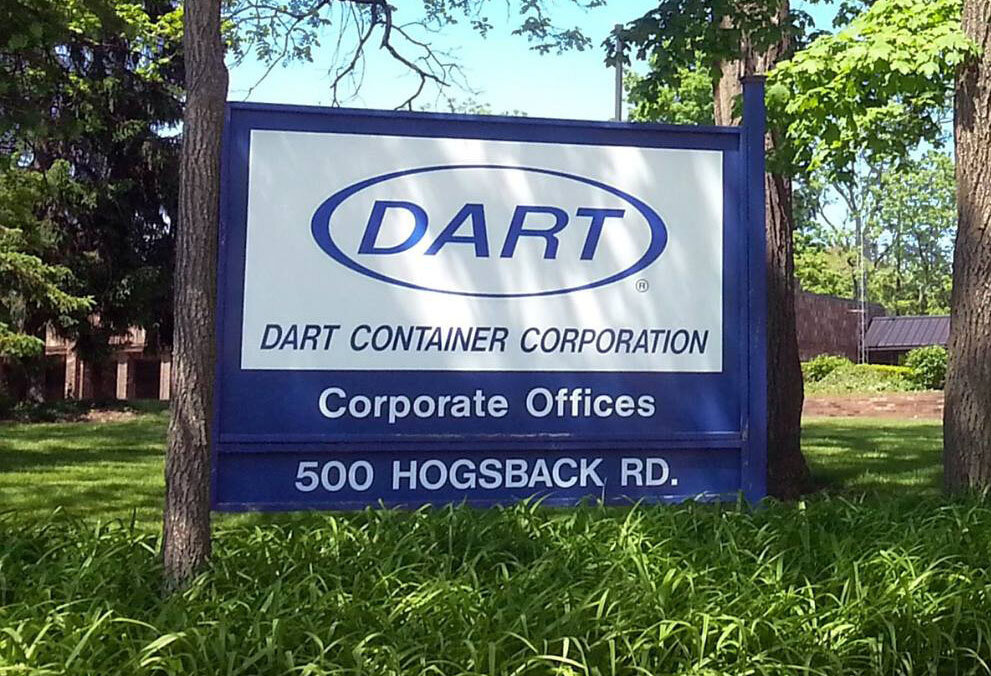 DART
®
DART CONTAINER CORPORATION
Corporate Offices
500 HOGSBACK RD.